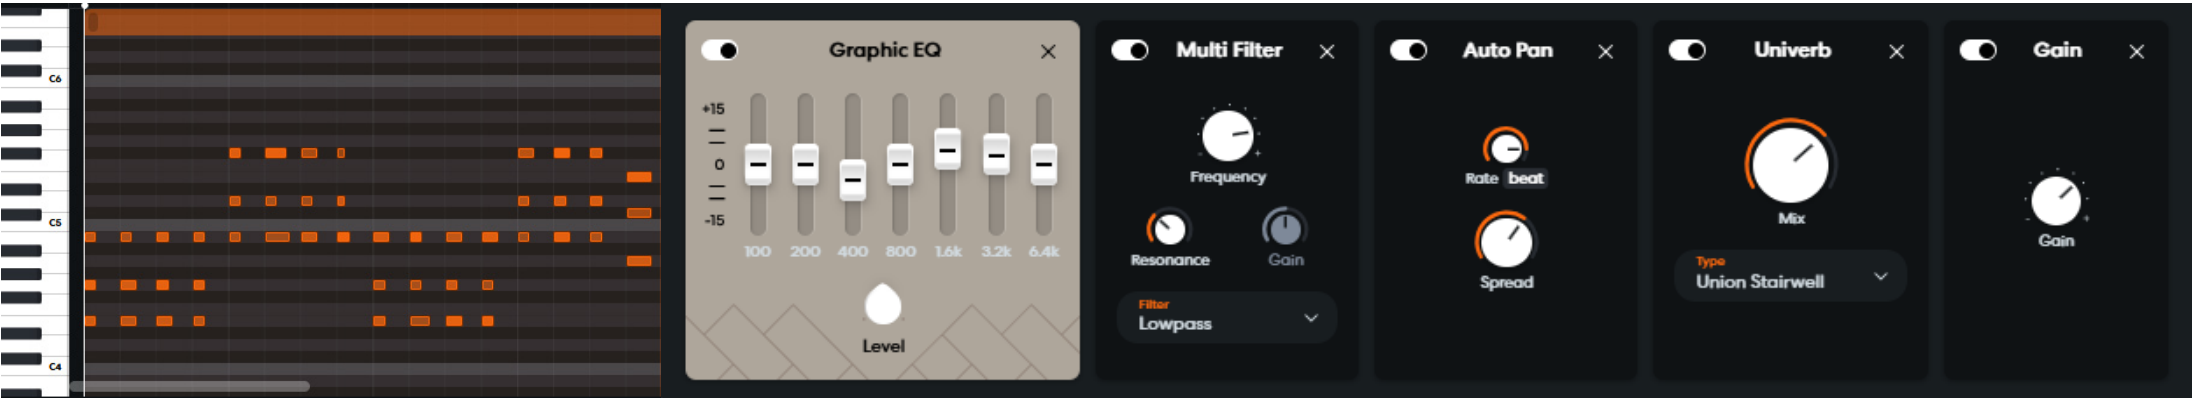 C6
C5
C4
Graphic EQ
+15
0
-15
100 200 400 800 1.6k 3.2k 6.4k
Level
Multi Filter
Frequency
Resonance
Gain
Filter
Lowpass
Auto Pan
Rate beat
Spread
Univerb
Mix
Type
Union Stairwell
Gain
Gain